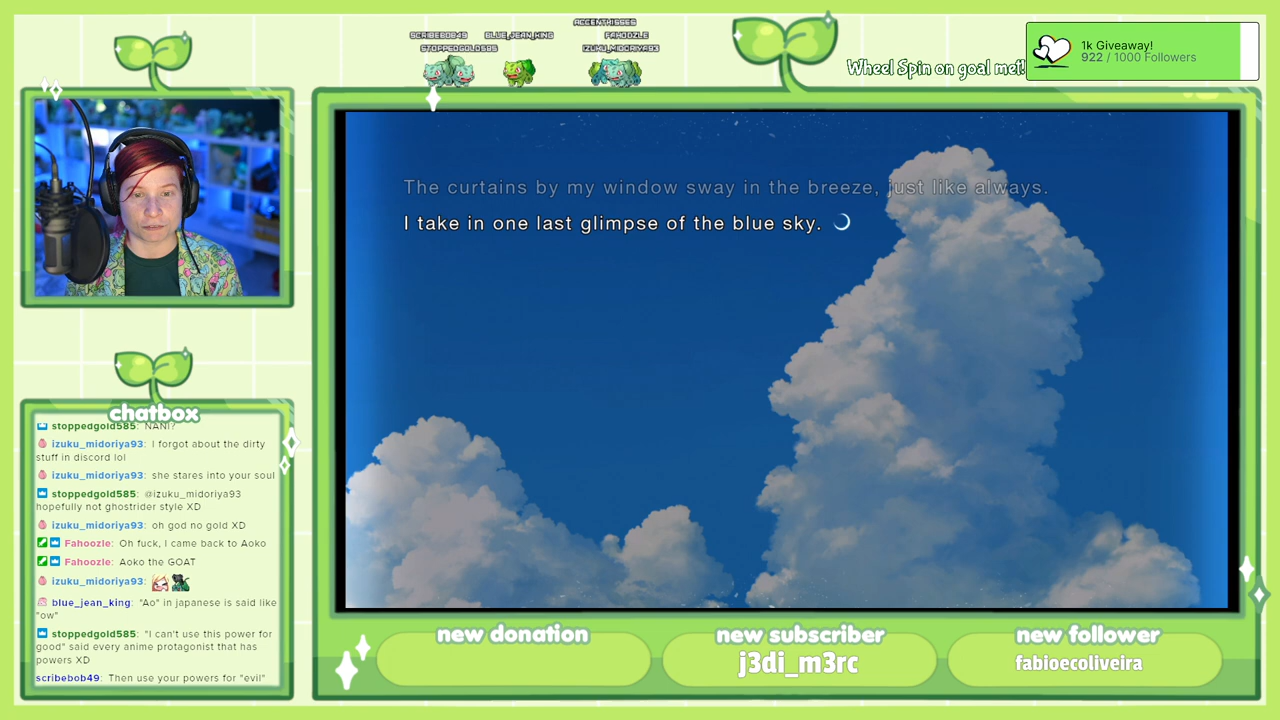 ACCENTKISSES
SCRIBEBOB49
BLUE_JEAN_KING
FAHOOZLE
STOPPEDGOLD585
IZUKU_MIDORIYA93
Wheel Spin on goal met!
1k Giveaway!
922 / 1000 Followers
The curtains by my window sway in the breeze, just like always.
I take in one last glimpse of the blue sky.
chatbox
stoppedgold585: NANI?
izuku_midoriya93: I forgot about the dirty
stuff in discord lol
izuku_midoriya93: she stares into your soul
stoppedgold585: @izuku_midoriya93
hopefully not ghostrider style XD
izuku_midoriya93: oh god no gold XD
Fahoozle: Oh fuck, I came back to Aoko
Fahoozle: Aoko the GOAT
izuku_midoriya93:
blue_jean_king: "Ao" in japanese is said like
"ow"
stoppedgold585: "I can't use this power for
good" said every anime protagonist that has
powers XD
scribebob49: Then use your powers for "evil"
new donation
new subscriber
j3di_m3rc
new follower
fabioecoliveira